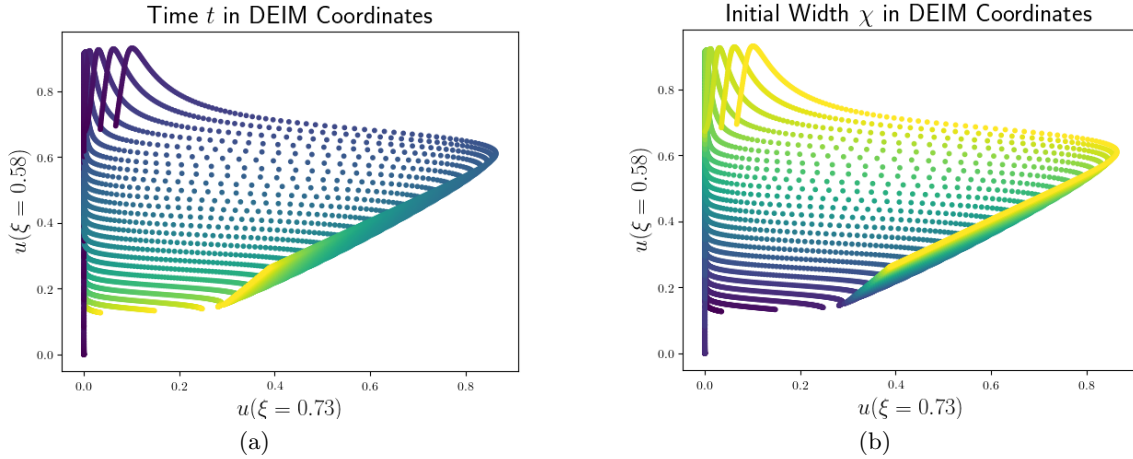 Time t in DEIM Coordinates
0.8
0.6
0.4
0.2
0.0
u(ξ = 0.58)
0.0 0.2 0.4 0.6 0.8
u(ξ = 0.73)
(a)
Initial Width χ in DEIM Coordinates
0.8
0.6
0.4
0.2
0.0
u(ξ = 0.58)
0.0 0.2 0.4 0.6 0.8
u(ξ = 0.73)
(b)